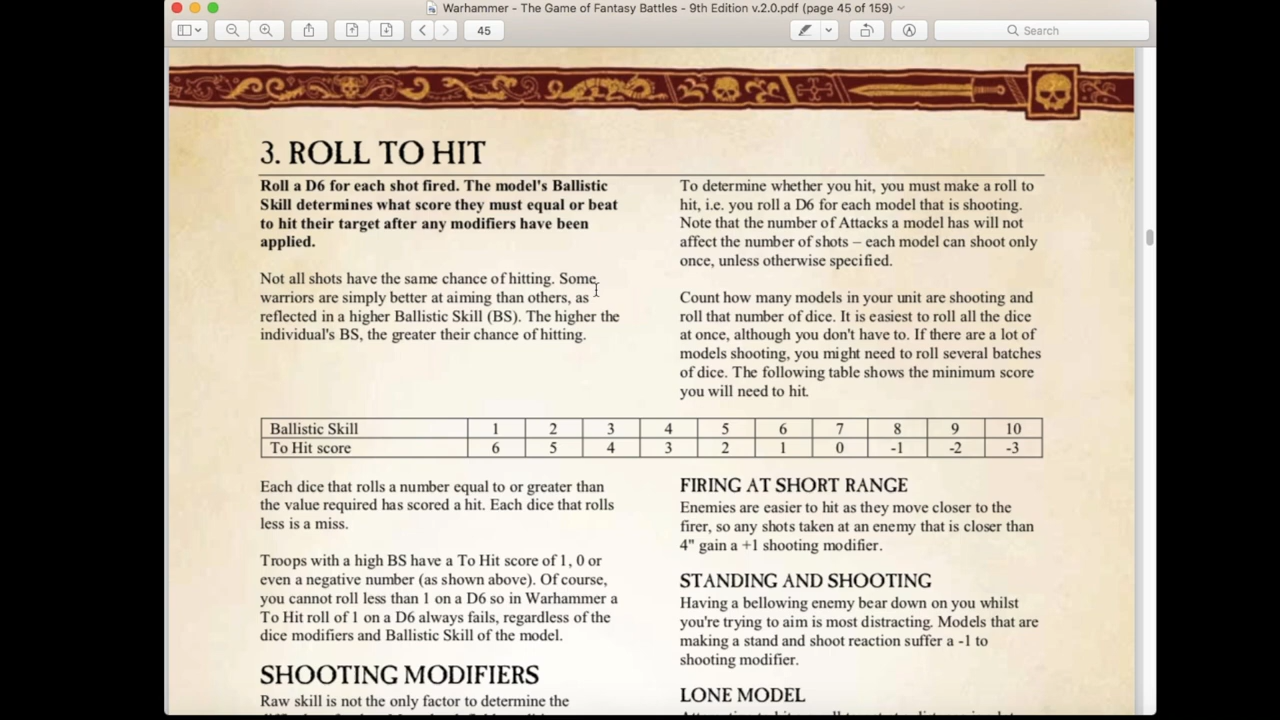 Warhammer - The Game of Fantasy Battles - 9th Edition v.2.0.pdf (page 45 of 159)
45
Search
3. ROLL TO HIT
Roll a D6 for each shot fired. The model's Ballistic
Skill determines what score they must equal or beat
to hit their target after any modifiers have been
applied.
Not all shots have the same chance of hitting. Some
warriors are simply better at aiming than others, as
reflected in a higher Ballistic Skill (BS). The higher the
individual's BS, the greater their chance of hitting.
To determine whether you hit, you must make a roll to
hit, i.e. you roll a D6 for each model that is shooting.
Note that the number of Attacks a model has will not
affect the number of shots – each model can shoot only
once, unless otherwise specified.
Count how many models in your unit are shooting and
roll that number of dice. It is easiest to roll all the dice
at once, although you don't have to. If there are a lot of
models shooting, you might need to roll several batches
of dice. The following table shows the minimum score
you will need to hit.
Ballistic Skill 1 2 3 4 5 6 7 8 9 10
To Hit score 6 5 4 3 2 1 0 -1 -2 -3
Each dice that rolls a number equal to or greater than
the value required has scored a hit. Each dice that rolls
less is a miss.
Troops with a high BS have a To Hit score of 1, 0 or
even a negative number (as shown above). Of course,
you cannot roll less than 1 on a D6 so in Warhammer a
To Hit roll of 1 on a D6 always fails, regardless of the
dice modifiers and Ballistic Skill of the model.
SHOOTING MODIFIERS
Raw skill is not the only factor to determine the
FIRING AT SHORT RANGE
Enemies are easier to hit as they move closer to the
firer, so any shots taken at an enemy that is closer than
4" gain a +1 shooting modifier.
STANDING AND SHOOTING
Having a bellowing enemy bear down on you whilst
you're trying to aim is most distracting. Models that are
making a stand and shoot reaction suffer a -1 to
shooting modifier.
LONE MODEL